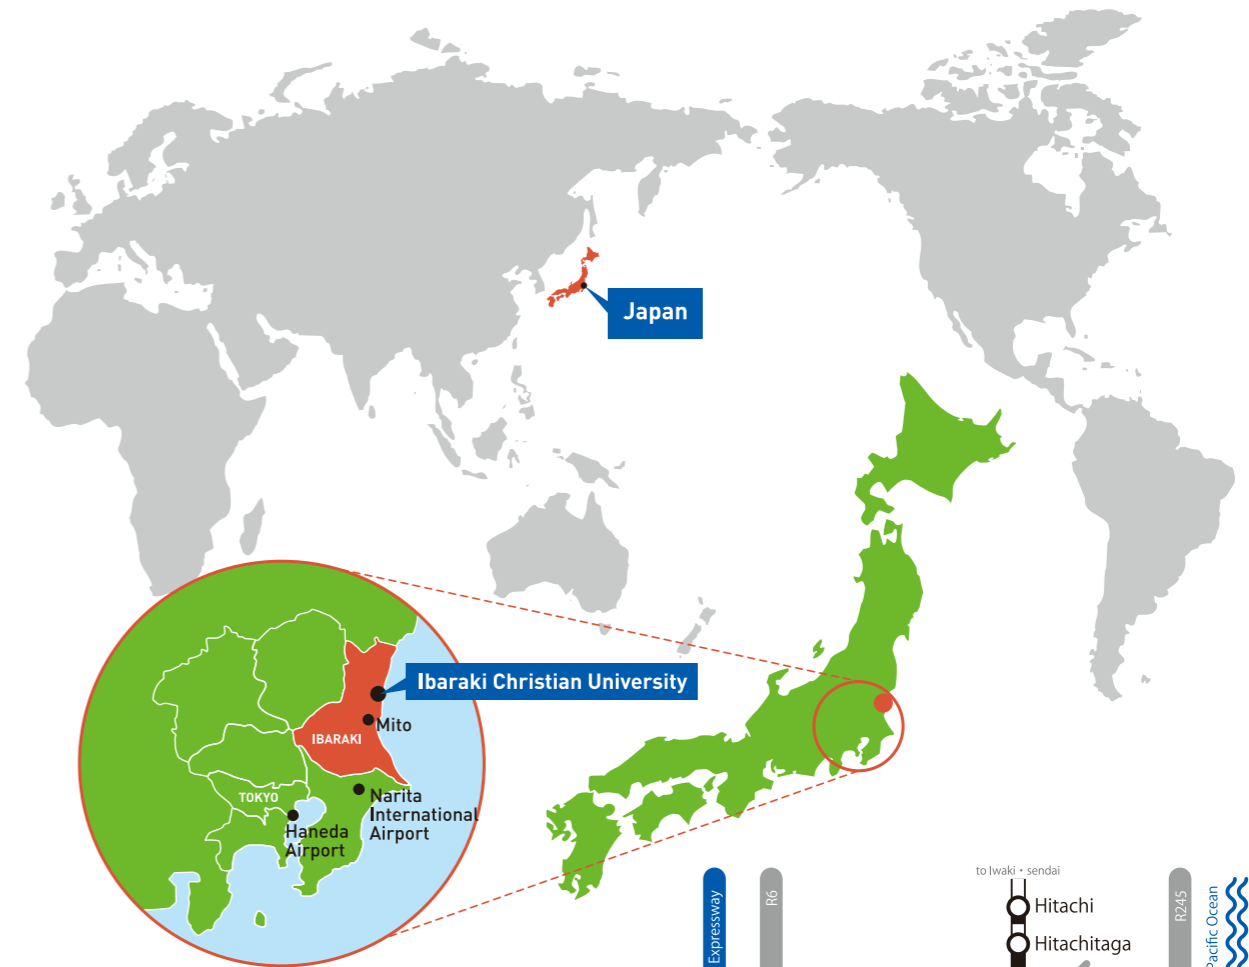 Japan
Ibaraki Christian University
Mito
IBARAKI
TOKYO
Narita
International
Airport
Haneda
Airport
to Iwaki・sendai
Expressway
R6
Hitachi
Hitachitaga
R245
Pacific Ocean